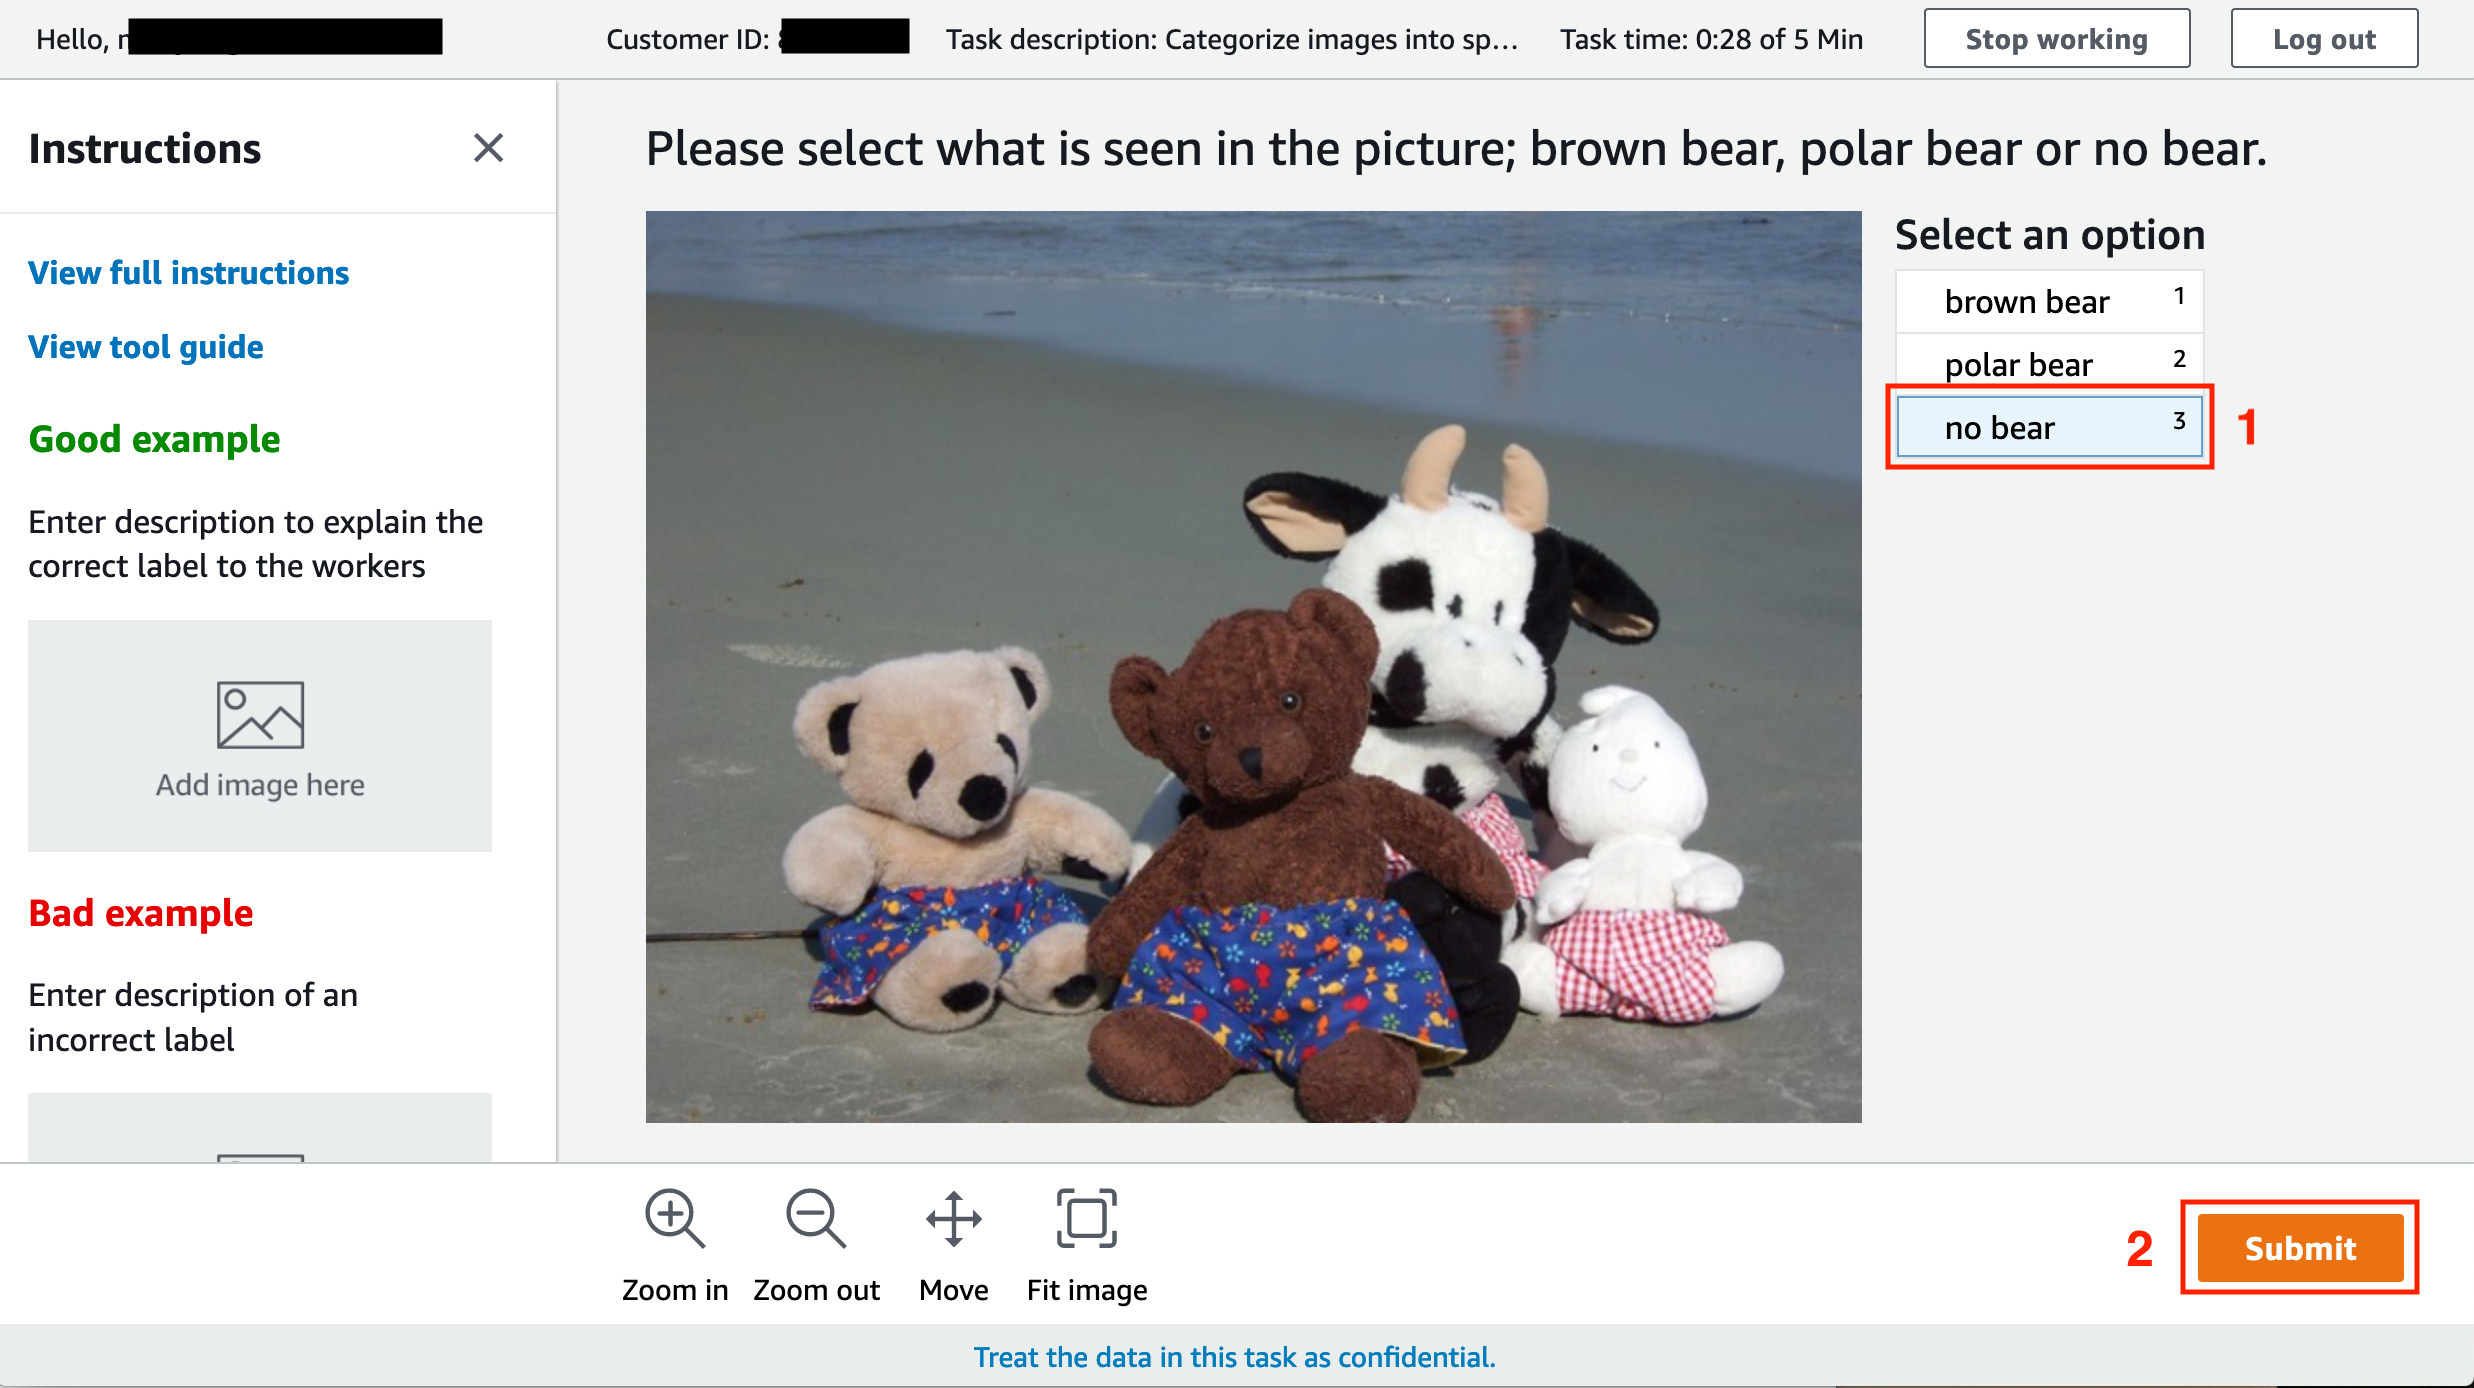 Hello,
Customer ID:
Task description: Categorize images into sp...
Task time: 0:28 of 5 Min
Stop working
Log out
Instructions
View full instructions
View tool guide
Good example
Enter description to explain the
correct label to the workers
Add image here
Bad example
Enter description of an
incorrect label
Please select what is seen in the picture; brown bear, polar bear or no bear.
Select an option
brown bear 1
polar bear 2
no bear 3
1
Zoom in
Zoom out
Move
Fit image
2
Submit
Treat the data in this task as confidential.